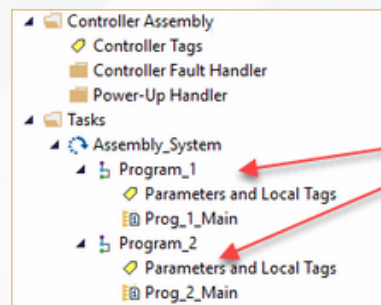 Controller Assembly
Controller Tags
Controller Fault Handler
Power-Up Handler
Tasks
Assembly_System
Program_1
Parameters and Local Tags
Prog_1_Main
Program_2
Parameters and Local Tags
Prog_2_Main